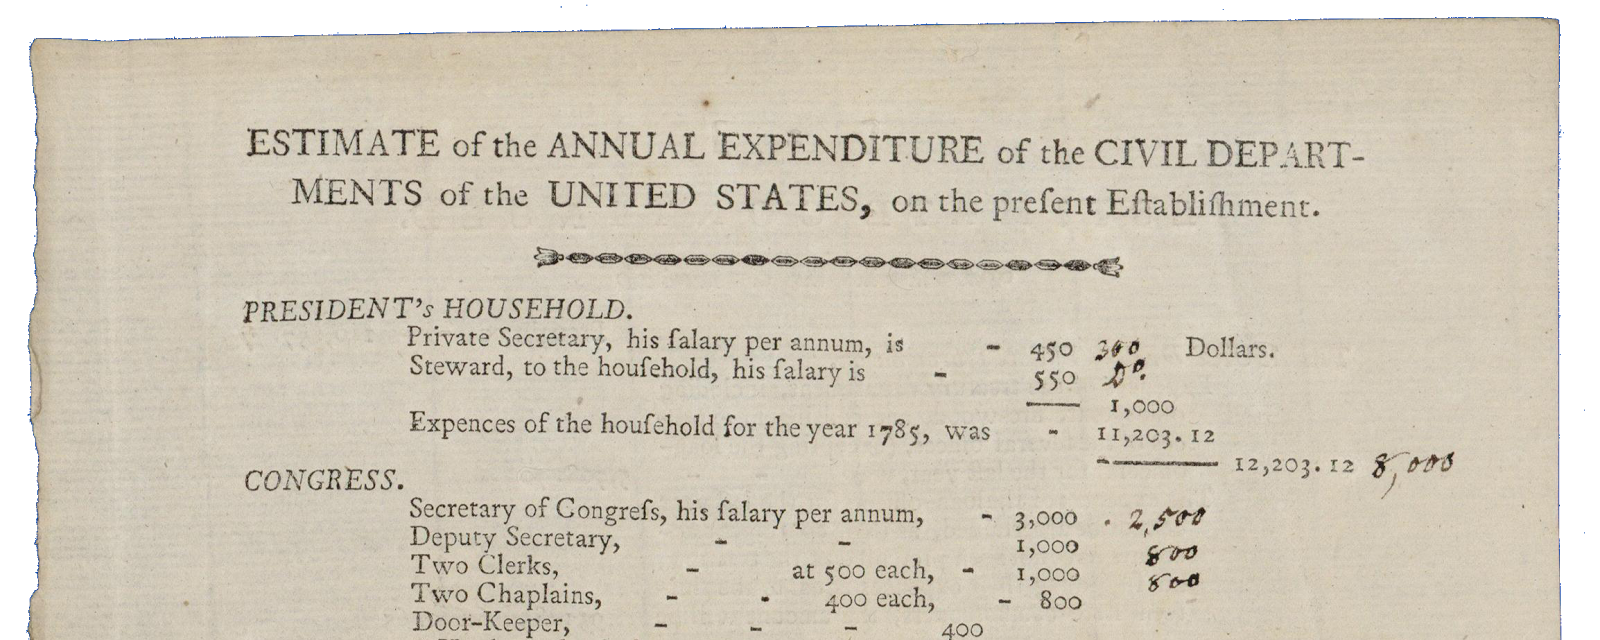 ESTIMATE of the ANNUAL EXPENDITURE of the CIVIL DEPART-
MENTS of the UNITED STATES, on the preſent Eſtabliſhment.
PRESIDENT's HOUSEHOLD.
Private Secretary, his ſalary per annum, is - 450 300 Dollars.
Steward, to the houſehold, his ſalary is - 550 Do.
1,000
Expences of the houſehold for the year 1785, was - 11,203.12
12,203.12 8,000
CONGRESS.
Secretary of Congreſs, his ſalary per annum, - 3,000 . 2,500
Deputy Secretary, - - 1,000 800
Two Clerks, - at 500 each, - 1,000 800
Two Chaplains, - - 400 each, - 800
Door-Keeper, - - - 400